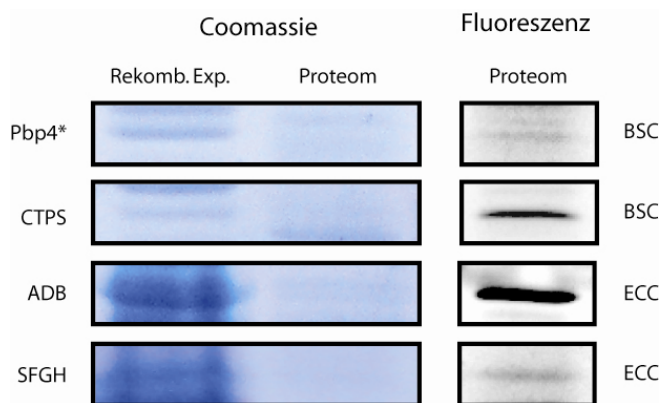 Coomassie Fluoreszenz
Rekomb. Exp. Proteom Proteom
Pbp4* BSC
CTPS BSC
ADB ECC
SFGH ECC